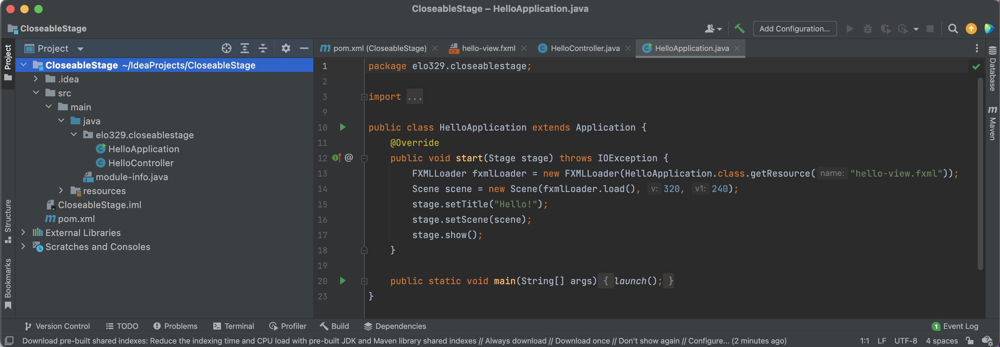 CloseableStage – HelloApplication.java
CloseableStage
Add Configuration...
Project
Project
pom.xml (CloseableStage)
hello-view.fxml
HelloController.java
HelloApplication.java
CloseableStage ~/IdeaProjects/CloseableStage
.idea
src
main
java
elo329.closeablestage
HelloApplication
HelloController
module-info.java
resources
CloseableStage.iml
pom.xml
External Libraries
Scratches and Consoles
Structure
Bookmarks
1 package elo329.closeablestage;
2
3 import ...
9
10 public class HelloApplication extends Application {
11 @Override
12 @ public void start(Stage stage) throws IOException {
13 FXMLLoader fxmlLoader = new FXMLLoader(HelloApplication.class.getResource( name: "hello-view.fxml"));
14 Scene scene = new Scene(fxmlLoader.load(), v: 320, v1: 240);
15 stage.setTitle("Hello!");
16 stage.setScene(scene);
17 stage.show();
18 }
19
20 public static void main(String[] args) { launch(); }
23 }
Database
Maven
Version Control
TODO
Problems
Terminal
Profiler
Build
Dependencies
1 Event Log
Download pre-built shared indexes: Reduce the indexing time and CPU load with pre-built JDK and Maven library shared indexes // Always download // Download once // Don't show again // Configure... (2 minutes ago)
1:1 LF UTF-8 4 spaces